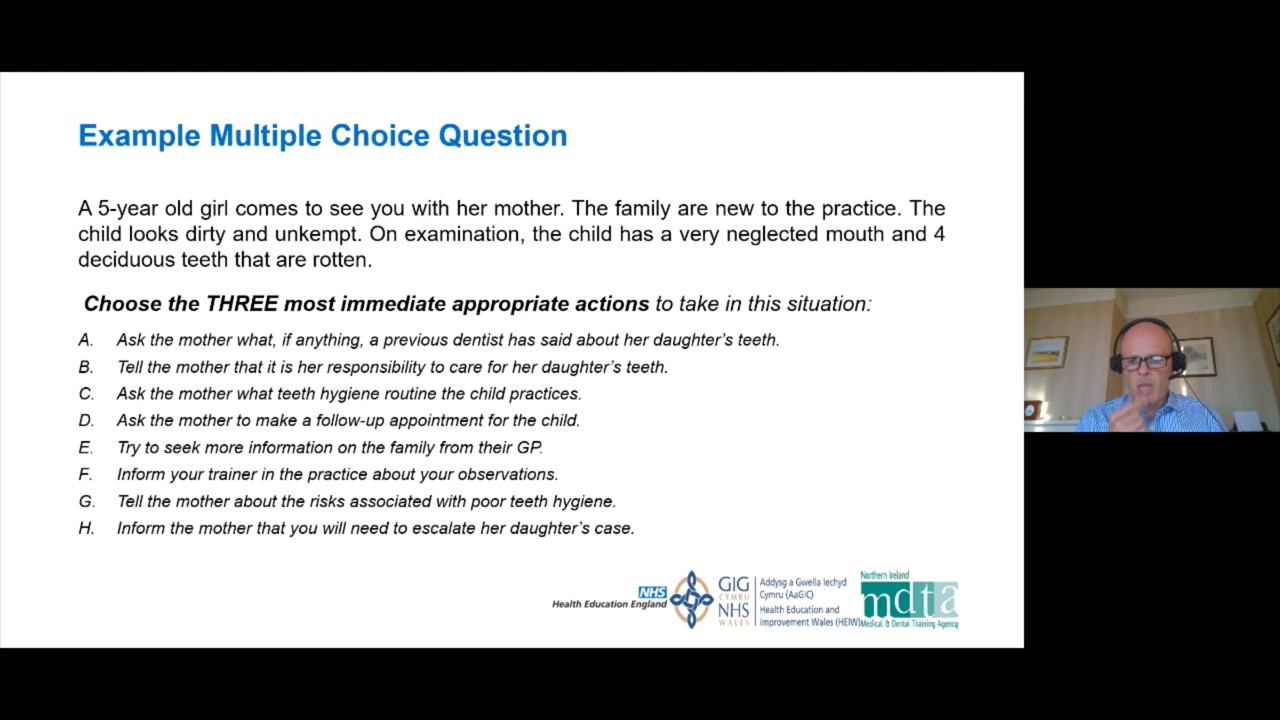 Example Multiple Choice Question
A 5-year old girl comes to see you with her mother. The family are new to the practice. The
child looks dirty and unkempt. On examination, the child has a very neglected mouth and 4
deciduous teeth that are rotten.
Choose the THREE most immediate appropriate actions to take in this situation:
A. Ask the mother what, if anything, a previous dentist has said about her daughter's teeth.
B. Tell the mother that it is her responsibility to care for her daughter's teeth.
C. Ask the mother what teeth hygiene routine the child practices.
D. Ask the mother to make a follow-up appointment for the child.
E. Try to seek more information on the family from their GP.
F. Inform your trainer in the practice about your observations.
G. Tell the mother about the risks associated with poor teeth hygiene.
H. Inform the mother that you will need to escalate her daughter's case.
NHS
Health Education England
GIG
CYMRU
NHS
WALES
Addysg a Gwella Iechyd
Cymru (AaGIC)
Health Education and
Improvement Wales (HEIW)
Northern Ireland
mdta
Medical & Dental Training Agency